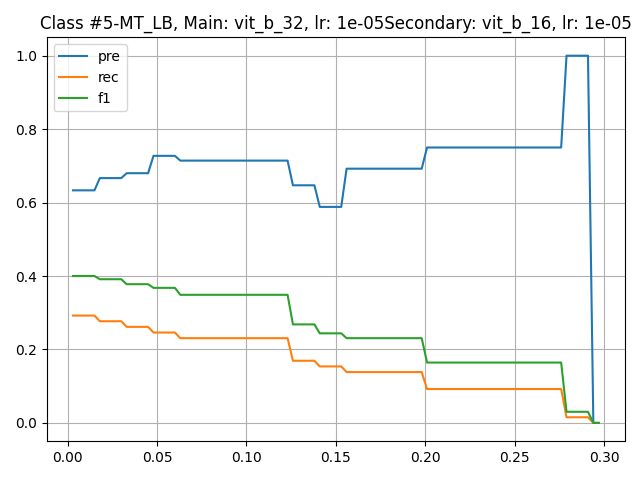 Class #5-MT_LB, Main: vit_b_32, lr: 1e-05Secondary: vit_b_16, lr: 1e-05
pre
rec
f1
1.0
0.8
0.6
0.4
0.2
0.0
0.00 0.05 0.10 0.15 0.20 0.25 0.30